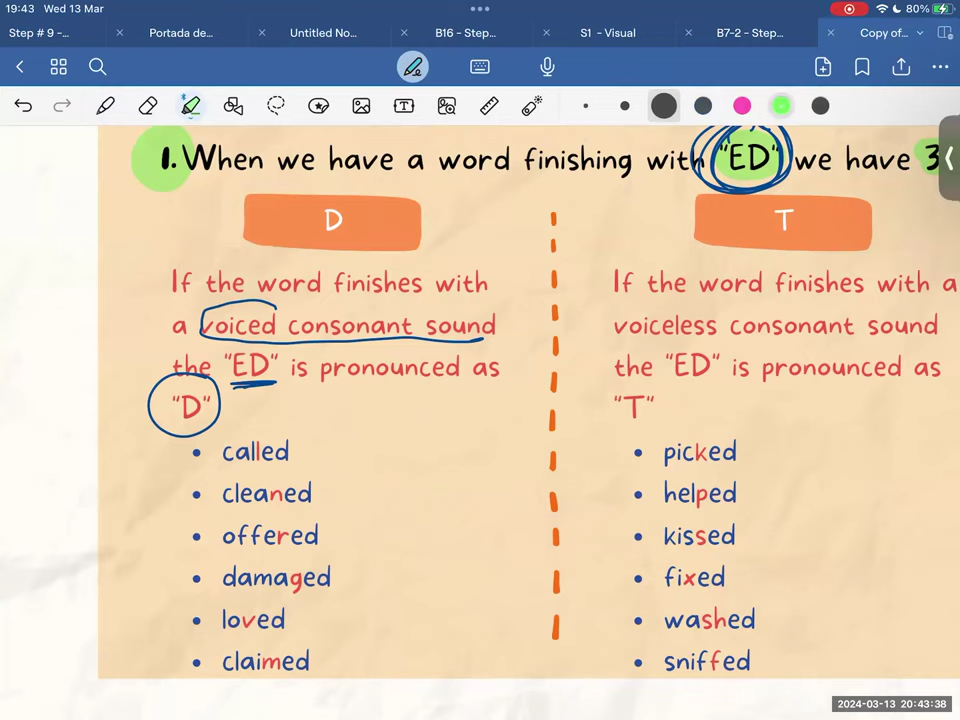 19:43 Wed 13 Mar
80%
Step # 9 -...
Portada de...
Untitled No...
B16 - Step...
S1 - Visual
B7-2 - Step...
Copy of...
1. When we have a word finishing with "ED" we have 3
D
If the word finishes with
a voiced consonant sound
the "ED" is pronounced as
"D"
• called
• cleaned
• offered
• damaged
• loved
• claimed
T
If the word finishes with a
voiceless consonant sound
the "ED" is pronounced as
"T"
• picked
• helped
• kissed
• fixed
• washed
• sniffed
2024-03-13 20:43:38